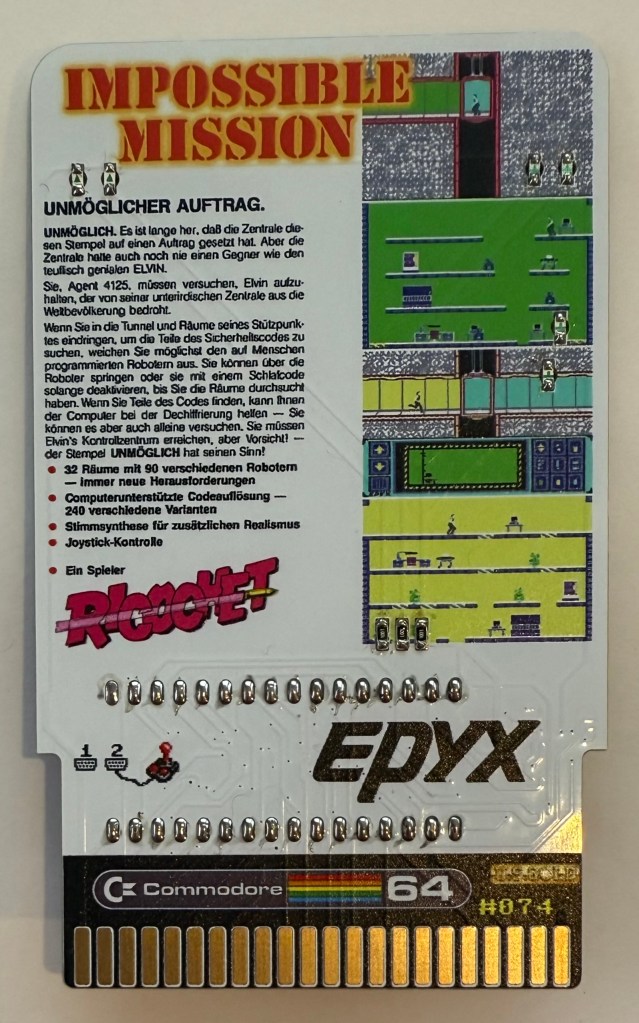 IMPOSSIBLE
MISSION
UNMÖGLICHER AUFTRAG.
UNMÖGLICH. Es ist lange her, daß die Zentrale die-
sen Stempel auf einen Auftrag gesetzt hat. Aber die
Zentrale hatte auch noch nie einen Gegner wie den
teuflisch genialen ELVIN.
Sie, Agent 4125, müssen versuchen, Elvin aufzu-
halten, der von seiner unterirdischen Zentrale aus die
Weltbevölkerung bedroht.
Wenn Sie in die Tunnel und Räume seines Stützpunk-
tes eindringen, um die Teile des Sicherheitscodes zu
suchen, weichen Sie möglichst den auf Menschen
programmierten Robotern aus. Sie können über die
Roboter springen oder sie mit einem Schlafcode
solange deaktivieren, bis Sie die Räume durchsucht
haben. Wenn Sie Teile des Codes finden, kann Ihnen
der Computer bei der Dechiffrierung helfen — Sie
können es aber auch alleine versuchen. Sie müssen
Elvin's Kontrollzentrum erreichen, aber Vorsicht! —
der Stempel UNMÖGLICH hat seinen Sinn!
• 32 Räume mit 90 verschiedenen Robotern
— immer neue Herausforderungen
• Computerunterstützte Codeauflösung —
240 verschiedene Varianten
• Stimmsynthese für zusätzlichen Realismus
• Joystick-Kontrolle
• Ein Spieler
RICOCHET
1 2
EPYX
Commodore 64
U.S. GOLD
#074